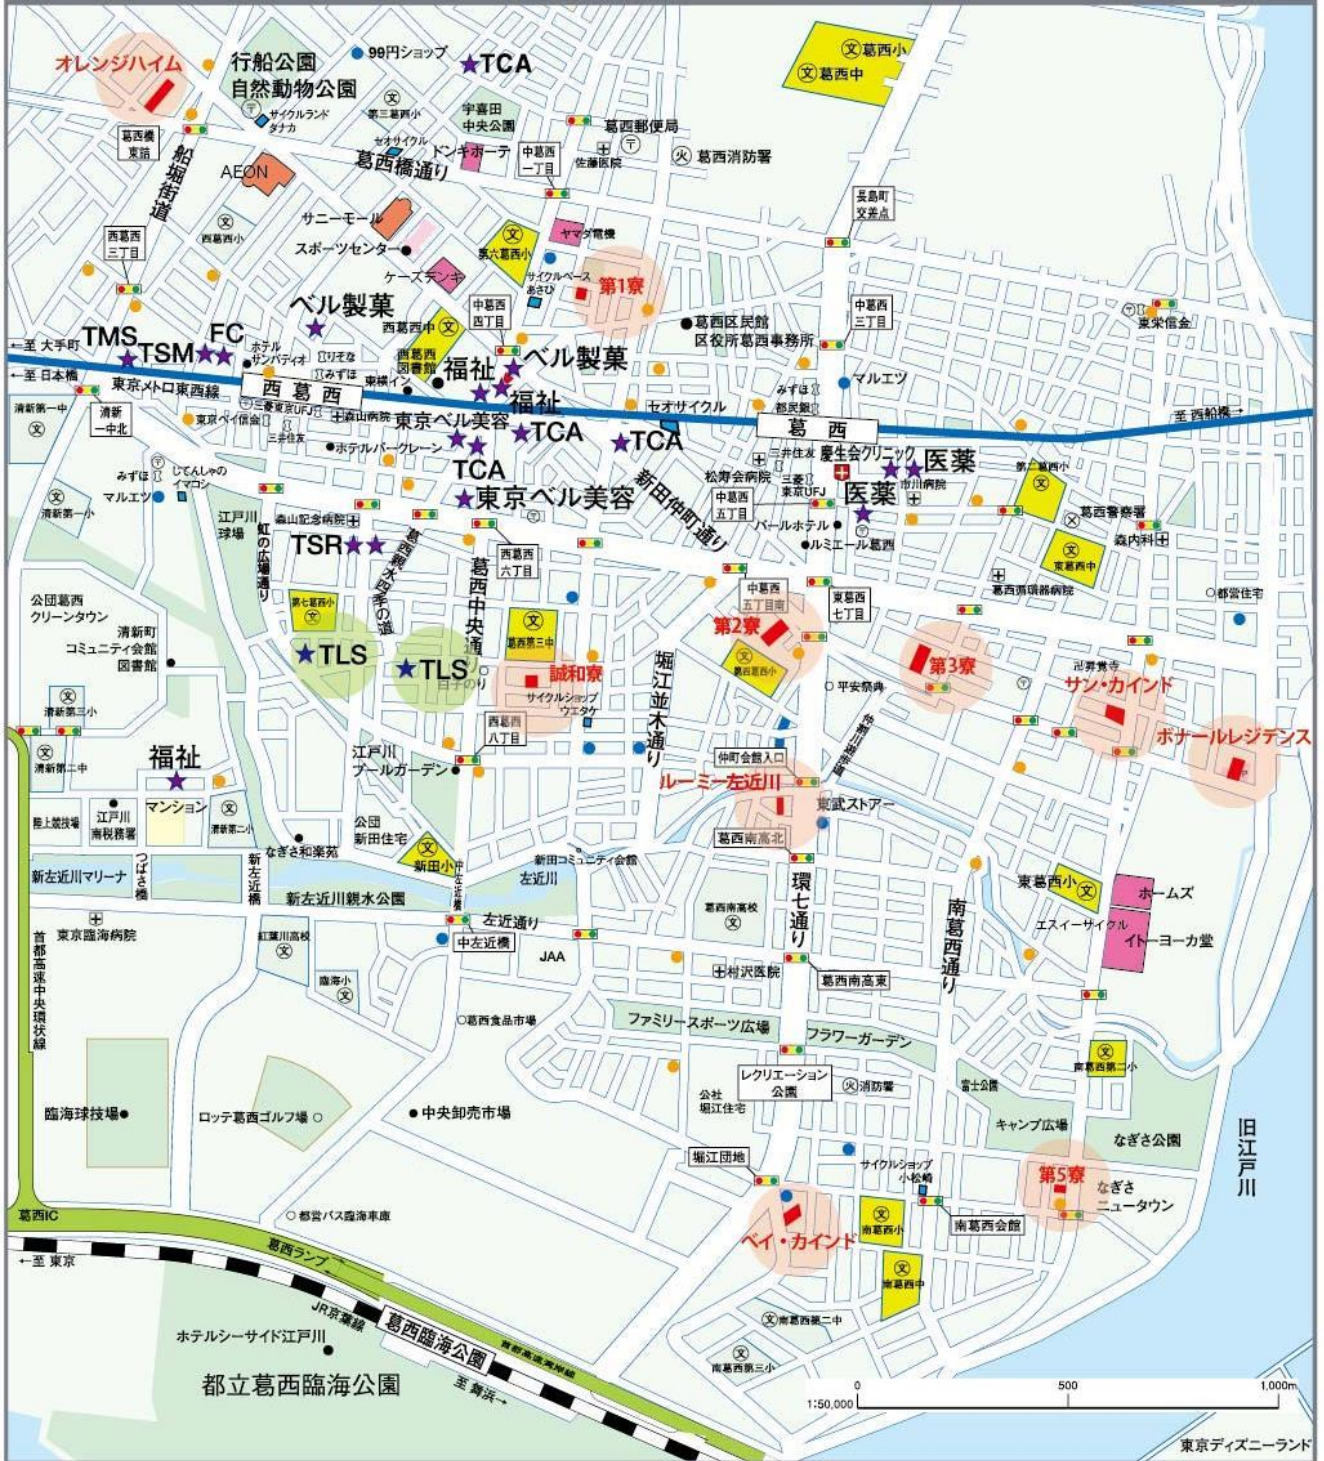 オレンジハイム
行船公園
自然動物公園
99円ショップ
TCA
葛西小
葛西中
サイクルランド
タナカ
第三葛西小
宇喜田
中央公園
葛西郵便局
葛西橋
東詰
セオサイクル
ドンキホーテ
中葛西
一丁目
佐藤医院
葛西消防署
船堀街道
AEON
葛西橋通り
長島町
交差点
西葛西小
サニーモール
ヤマダ電機
西葛西
三丁目
スポーツセンター
第六葛西小
ケーズデンキ
サイクルベース
あさひ
第1寮
ベル製菓
西葛西中
中葛西
四丁目
葛西区民館
区役所葛西事務所
中葛西
三丁目
東栄信金
TMS
TSM
FC
ホテル
サンパティオ
りそな
みずほ
西葛西
図書館
福祉
ベル製菓
←至 大手町
←至 日本橋
東京メトロ東西線
西葛西
東横イン
福祉
みずほ
都民銀
マルエツ
至 西船橋→
清新第一中
清新
一中北
東京ベイ信金
三菱東京UFJ
三井住友
森山病院
東京ベル美容
TCA
セオサイクル
TCA
葛西
ホテルパークレーン
TCA
三井住友
慶生会クリニック
医薬
第二葛西小
みずほ
じてんしゃの
イマコシ
マルエツ
東京ベル美容
新田仲町通り
松寿会病院
三菱
東京UFJ
市川病院
医薬
中葛西
五丁目
パールホテル
ルミエール葛西
葛西警察署
森内科
清新第一小
江戸川
球場
虹の広場通り
森山記念病院
TSR
葛西親水四季の道
葛西中央通り
西葛西
六丁目
東葛西中
葛西循環器病院
都営住宅
公団葛西
クリーンタウン
清新町
コミュニティ会館
図書館
第七葛西小
TLS
TLS
葛西第三中
中葛西
五丁目南
東葛西
七丁目
第2寮
第四葛西小
第3寮
誠和寮
サイクルショップ
ウエタケ
堀江並木通り
平安祭典
昇覚寺
サン・カインド
ボナールレジデンス
清新第三小
清新第二中
福祉
マンション
江戸川
プールガーデン
西葛西
八丁目
仲町会館入口
ルーミー左近川
東武ストアー
陸上競技場
江戸川
南税務署
清新第二小
なぎさ和楽苑
公団
新田住宅
新田小
新田コミュニティ会館
左近川
葛西南高北
新左近川マリーナ
つばさ橋
新左近橋
新左近川親水公園
中左近橋
左近通り
葛西南高校
環七通り
南葛西通り
東葛西小
ホームズ
エスイーサイクル
イトーヨーカ堂
東京臨海病院
紅葉川高校
臨海小
中左近橋
JAA
村沢医院
葛西南高東
首都高速中央環状線
葛西食品市場
ファミリースポーツ広場
フラワーガーデン
南葛西第二小
レクリエーション
公園
消防署
富士公園
公社
堀江住宅
キャンプ広場
なぎさ公園
臨海球技場
ロッテ葛西ゴルフ場
中央卸売市場
旧江戸川
堀江団地
サイクルショップ
小松崎
第5寮
なぎさ
ニュータウン
葛西IC
都営バス臨海車庫
ベイ・カインド
南葛西小
南葛西会館
南葛西中
←至 東京
葛西ランプ
JR京葉線
葛西臨海公園
首都高速湾岸線
至 舞浜→
ホテルシーサイド江戸川
都立葛西臨海公園
南葛西第二中
南葛西第三小
0 500 1,000m
1:50,000
東京ディズニーランド